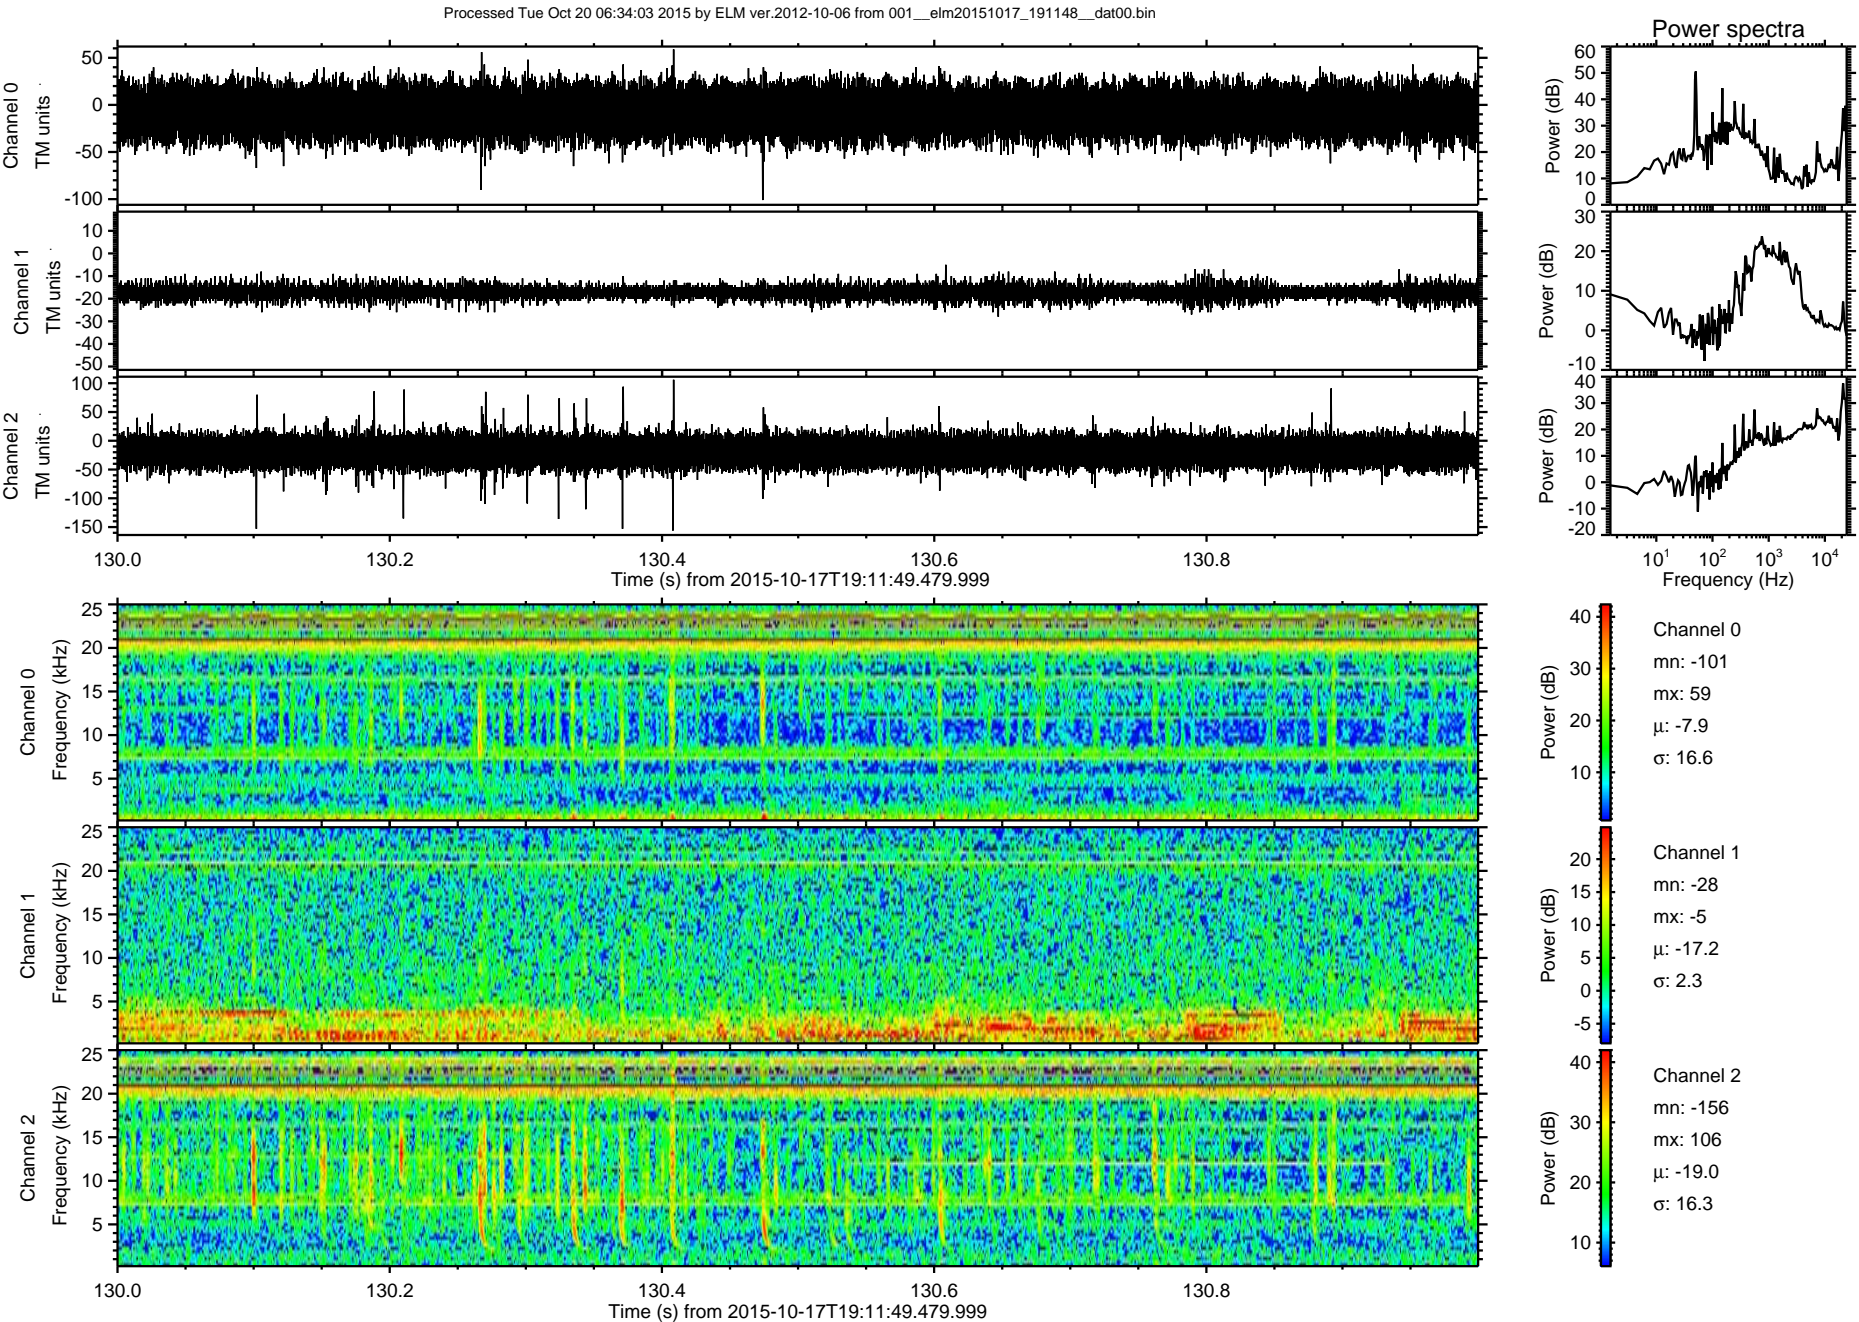 Processed Tue Oct 20 06:34:03 2015 by ELM ver.2012-10-06 from 001__elm20151017_191148__dat00.bin
Power spectra
Channel 0
TM units
50
0
-50
-100
Power (dB)
60
50
40
30
20
10
0
Channel 1
TM units
10
0
-10
-20
-30
-40
-50
Power (dB)
30
20
10
0
-10
Channel 2
TM units
100
50
0
-50
-100
-150
Power (dB)
40
30
20
10
0
-10
-20
130.0 130.2 130.4 130.6 130.8
Time (s) from 2015-10-17T19:11:49.479.999
10¹ 10² 10³ 10⁴
Frequency (Hz)
Channel 0
Frequency (kHz)
25
20
15
10
5
Power (dB)
40
30
20
10
Channel 0
mn: -101
mx: 59
μ: -7.9
σ: 16.6
Channel 1
Frequency (kHz)
25
20
15
10
5
Power (dB)
20
15
10
5
0
-5
Channel 1
mn: -28
mx: -5
μ: -17.2
σ: 2.3
Channel 2
Frequency (kHz)
25
20
15
10
5
Power (dB)
40
30
20
10
Channel 2
mn: -156
mx: 106
μ: -19.0
σ: 16.3
130.0 130.2 130.4 130.6 130.8
Time (s) from 2015-10-17T19:11:49.479.999